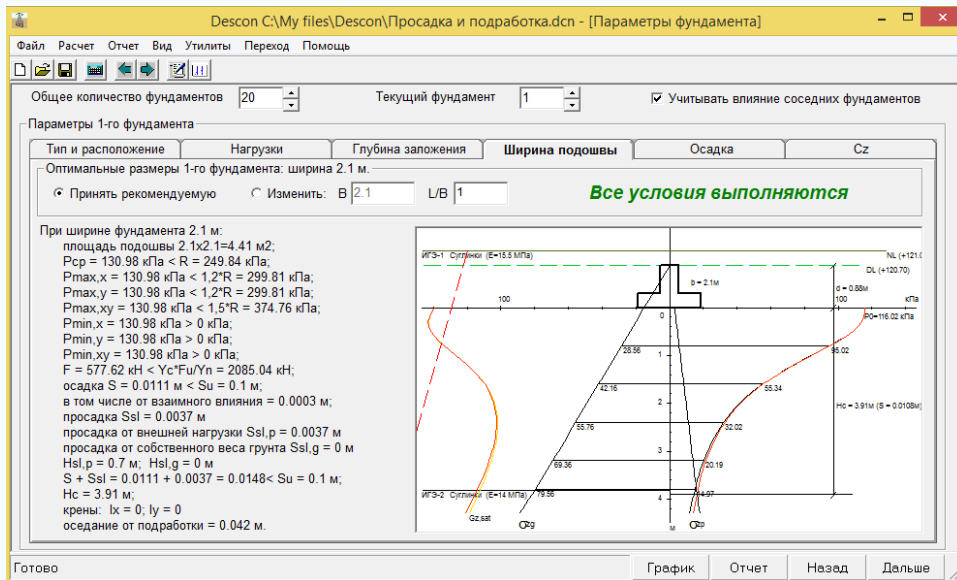 Descon C:\My files\Descon\Просадка и подработка.dcn - [Параметры фундамента]
Файл Расчет Отчет Вид Утилиты Переход Помощь
Общее количество фундаментов 20 Текущий фундамент 1 Учитывать влияние соседних фундаментов
Параметры 1-го фундамента
Тип и расположение Нагрузки Глубина заложения Ширина подошвы Осадка Cz
Оптимальные размеры 1-го фундамента: ширина 2.1 м.
Принять рекомендуемую Изменить: B 2.1 L/B 1 Все условия выполняются
При ширине фундамента 2.1 м:
площадь подошвы 2.1x2.1=4.41 м2;
Pcp = 130.98 кПа < R = 249.84 кПа;
Pmax,x = 130.98 кПа < 1,2*R = 299.81 кПа;
Pmax,y = 130.98 кПа < 1,2*R = 299.81 кПа;
Pmax,xy = 130.98 кПа < 1,5*R = 374.76 кПа;
Pmin,x = 130.98 кПа > 0 кПа;
Pmin,y = 130.98 кПа > 0 кПа;
Pmin,xy = 130.98 кПа > 0 кПа;
F = 577.62 кН < Yc*Fu/Yn = 2085.04 кН;
осадка S = 0.0111 м < Su = 0.1 м;
в том числе от взаимного влияния = 0.0003 м;
просадка Ssl = 0.0037 м
просадка от внешней нагрузки Ssl,p = 0.0037 м
просадка от собственного веса грунта Ssl,g = 0 м
Hsl,p = 0.7 м; Hsl,g = 0 м
S + Ssl = 0.0111 + 0.0037 = 0.0148< Su = 0.1 м;
Hc = 3.91 м;
крены: Ix = 0; Iy = 0
оседание от подработки = 0.042 м.
ИГЭ-1 Суглинки (E=15.5 МПа)
NL (+121.0
DL (+120.70)
b = 2.1м
d = 0.88м
100
100
кПа
0
P0=116.02 кПа
28.56
1
95.02
42.16
55.34
2
Hc = 3.91м (S = 0.0108м)
55.76
32.02
3
69.36
20.19
ИГЭ-2 Суглинки (E=14 МПа)
79.56
4
14.97
Gz,sat
σzg
м
σzp
Готово График Отчет Назад Дальше